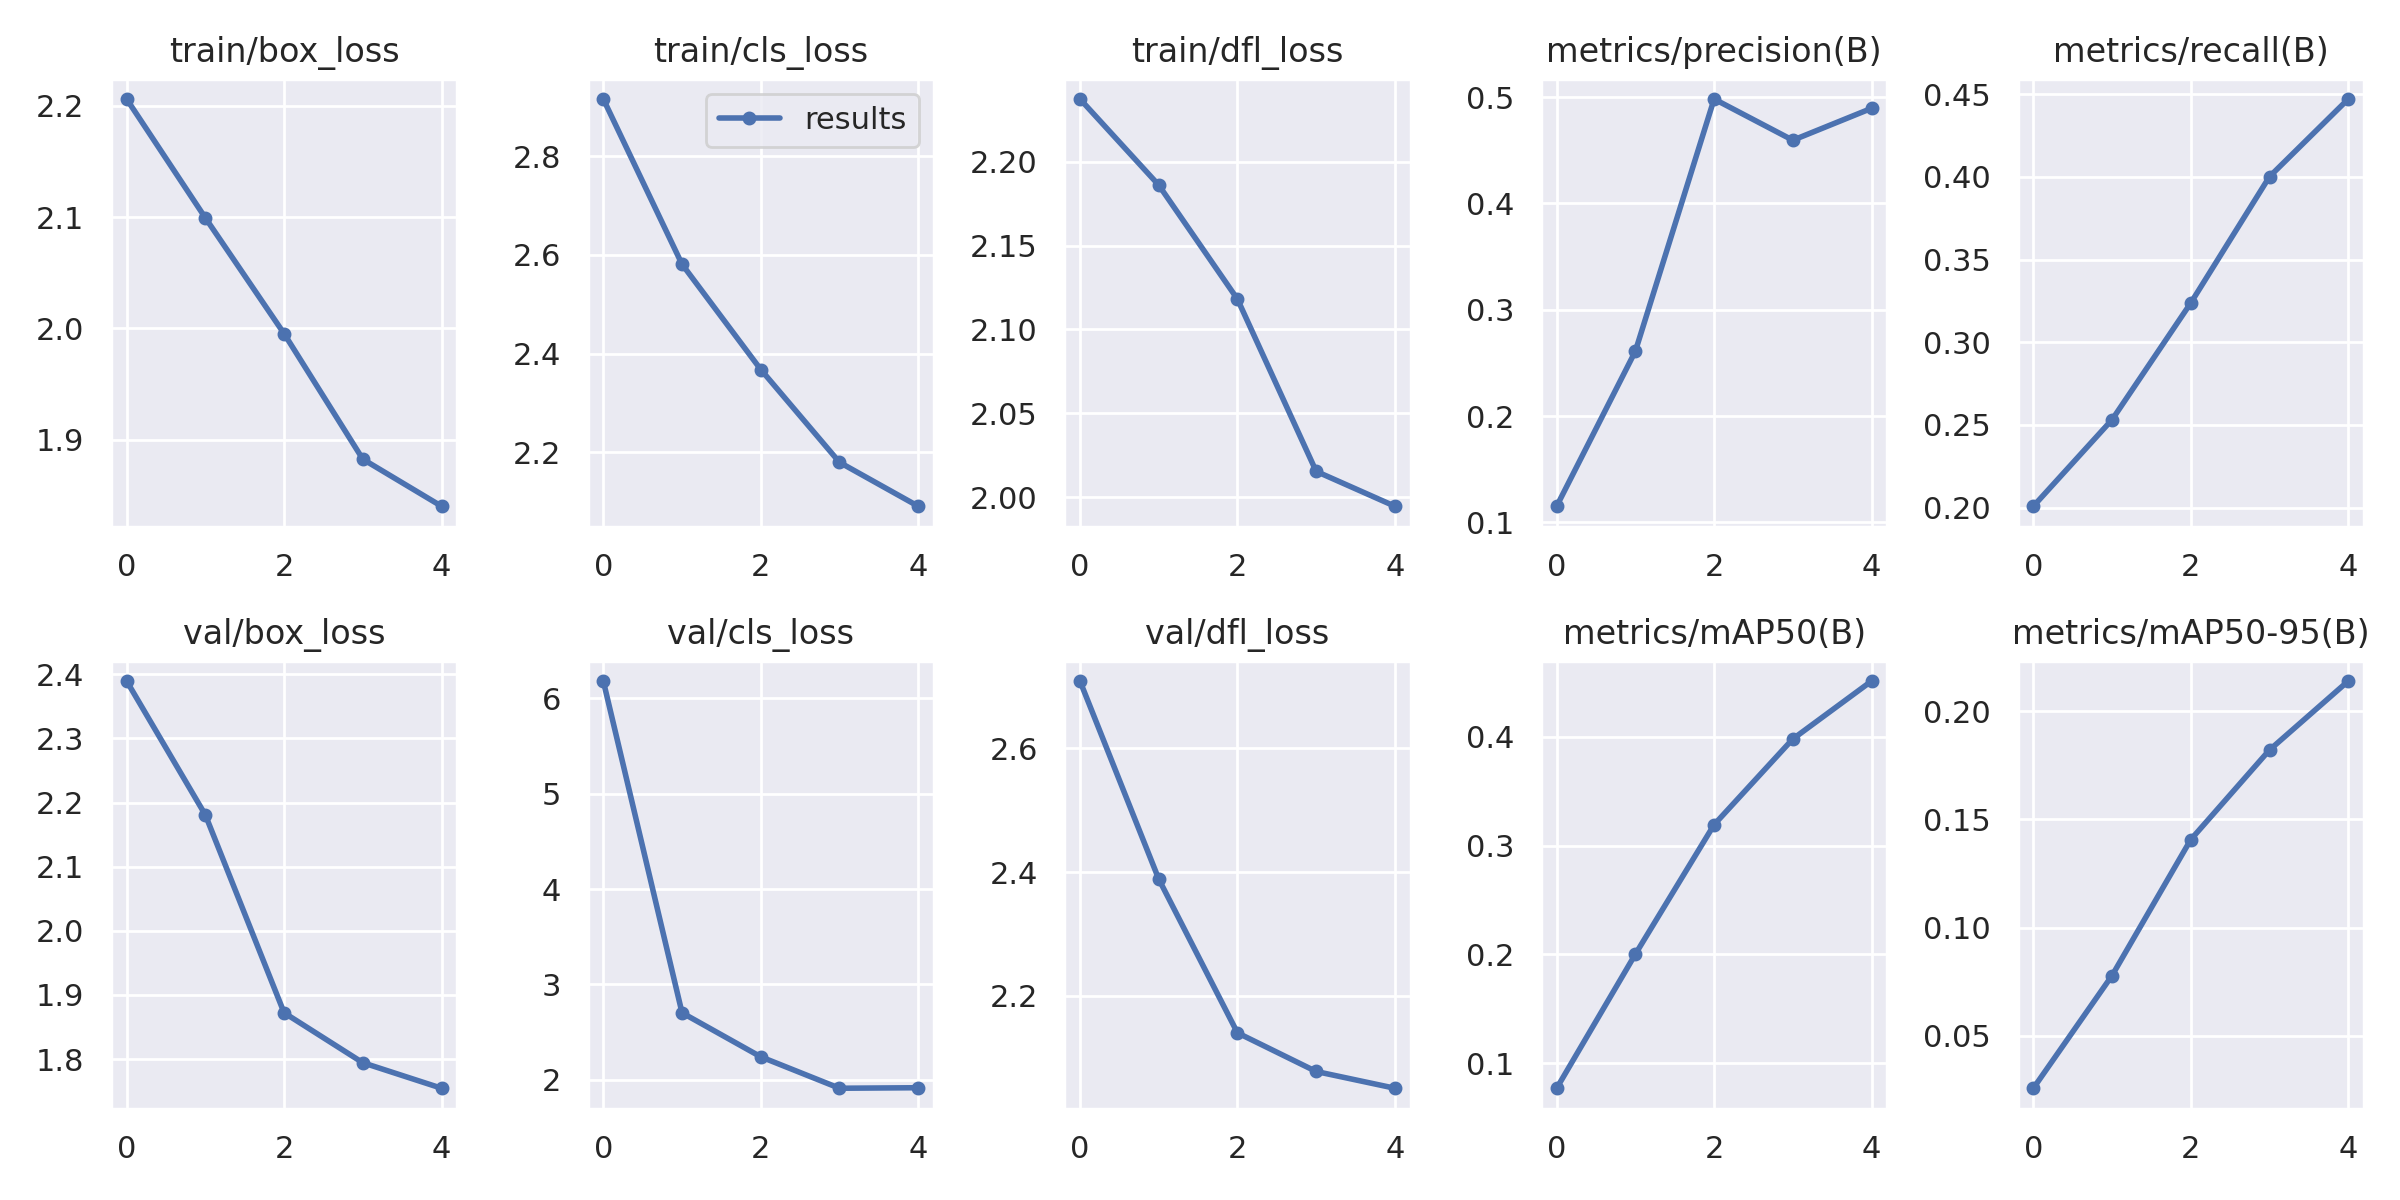 train/box_loss
train/cls_loss
train/dfl_loss
metrics/precision(B)
metrics/recall(B)
2.2
2.1
2.0
1.9
0 2 4
results
2.8
2.6
2.4
2.2
0 2 4
2.20
2.15
2.10
2.05
2.00
0 2 4
0.5
0.4
0.3
0.2
0.1
0 2 4
0.45
0.40
0.35
0.30
0.25
0.20
0 2 4
val/box_loss
val/cls_loss
val/dfl_loss
metrics/mAP50(B)
metrics/mAP50-95(B)
2.4
2.3
2.2
2.1
2.0
1.9
1.8
0 2 4
6
5
4
3
2
0 2 4
2.6
2.4
2.2
0 2 4
0.4
0.3
0.2
0.1
0 2 4
0.20
0.15
0.10
0.05
0 2 4